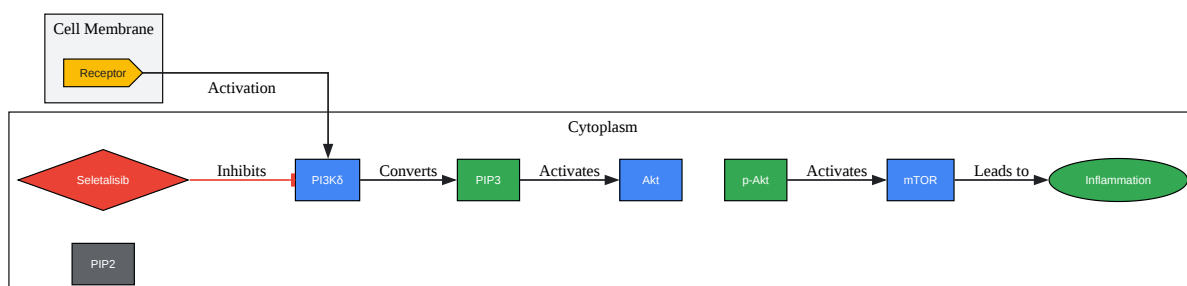 Cell Membrane
Receptor
Activation
Cytoplasm
Seletalisib
Inhibits
PI3Kδ
Converts
PIP3
Activates
Akt
p-Akt
Activates
mTOR
Leads to
Inflammation
PIP2